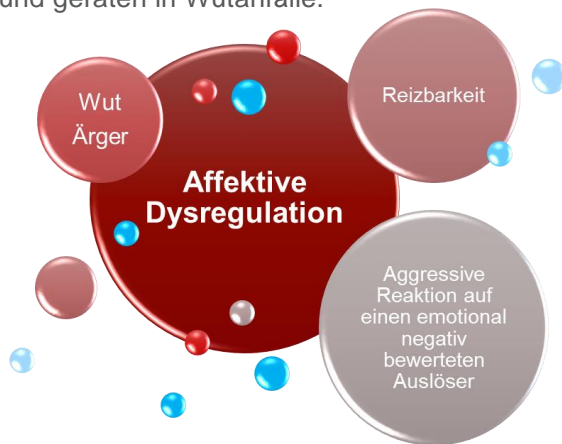 und geraten in Wutanfälle.
Wut
Ärger
Reizbarkeit
Affektive
Dysregulation
Aggressive
Reaktion auf
einen emotional
negativ
bewerteten
Auslöser